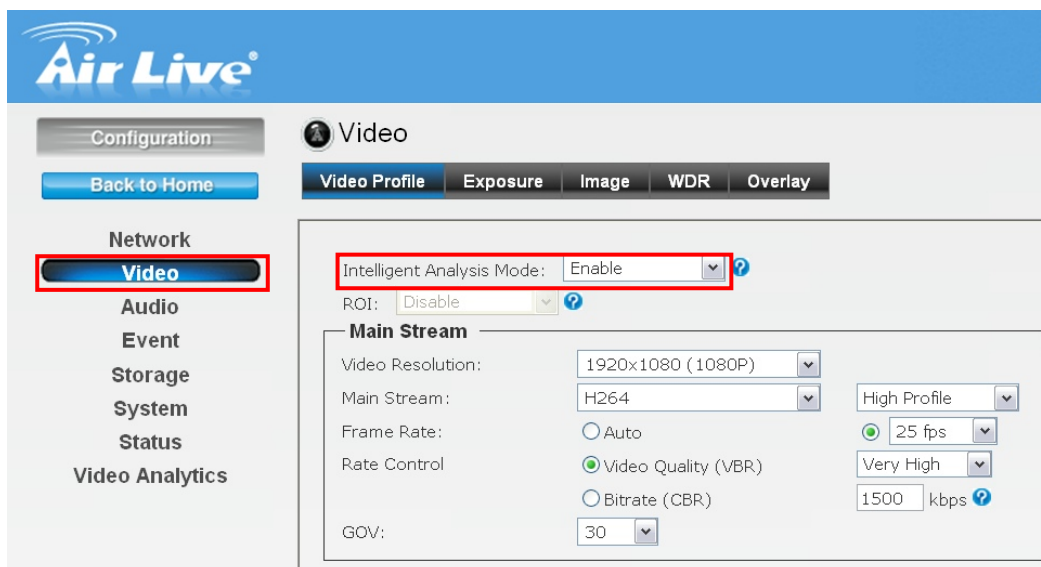 Air Live®
Configuration
Back to Home
Network
Video
Audio
Event
Storage
System
Status
Video Analytics
Video
Video Profile Exposure Image WDR Overlay
Intelligent Analysis Mode: Enable ?
ROI: Disable ?
Main Stream
Video Resolution: 1920x1080 (1080P)
Main Stream: H264 High Profile
Frame Rate: Auto 25 fps
Rate Control Video Quality (VBR) Very High
Bitrate (CBR) 1500 kbps ?
GOV: 30